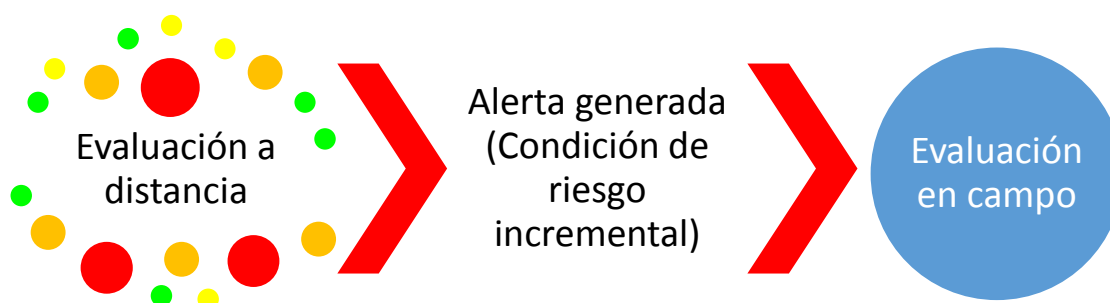 Evaluación a
distancia
Alerta generada
(Condición de
riesgo
incremental)
Evaluación
en campo